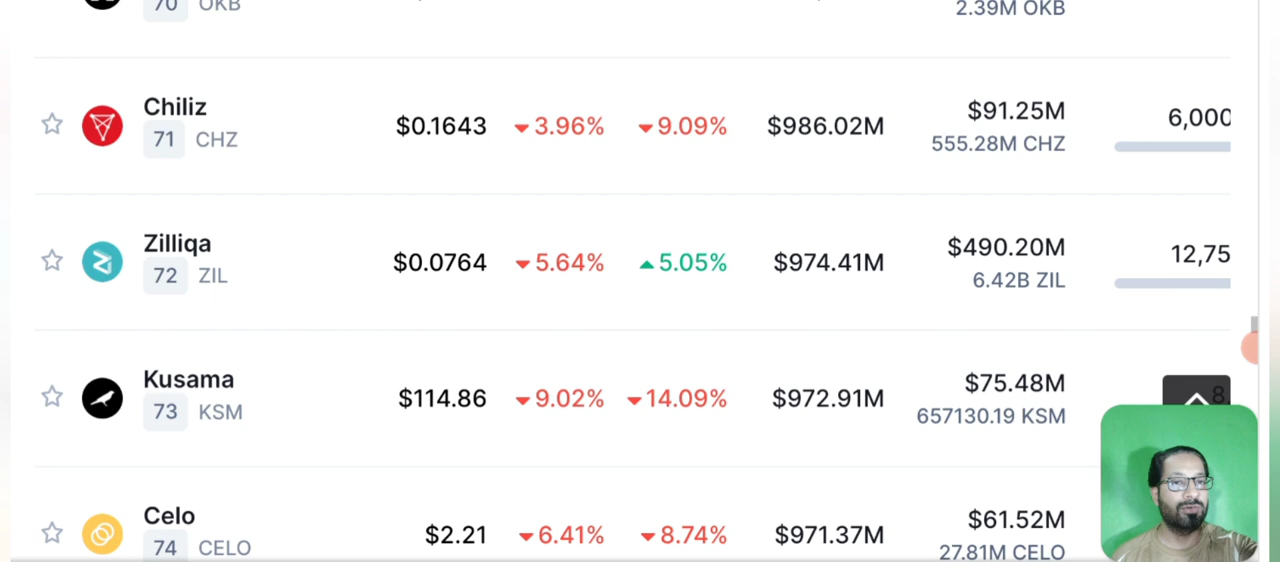 70 OKB
2.39M OKB
Chiliz
71 CHZ
$0.1643 3.96% 9.09% $986.02M
$91.25M
555.28M CHZ
6,000
Zilliqa
72 ZIL
$0.0764 5.64% 5.05% $974.41M
$490.20M
6.42B ZIL
12,75
Kusama
73 KSM
$114.86 9.02% 14.09% $972.91M
$75.48M
657130.19 KSM
8
Celo
74 CELO
$2.21 6.41% 8.74% $971.37M
$61.52M
27.81M CELO